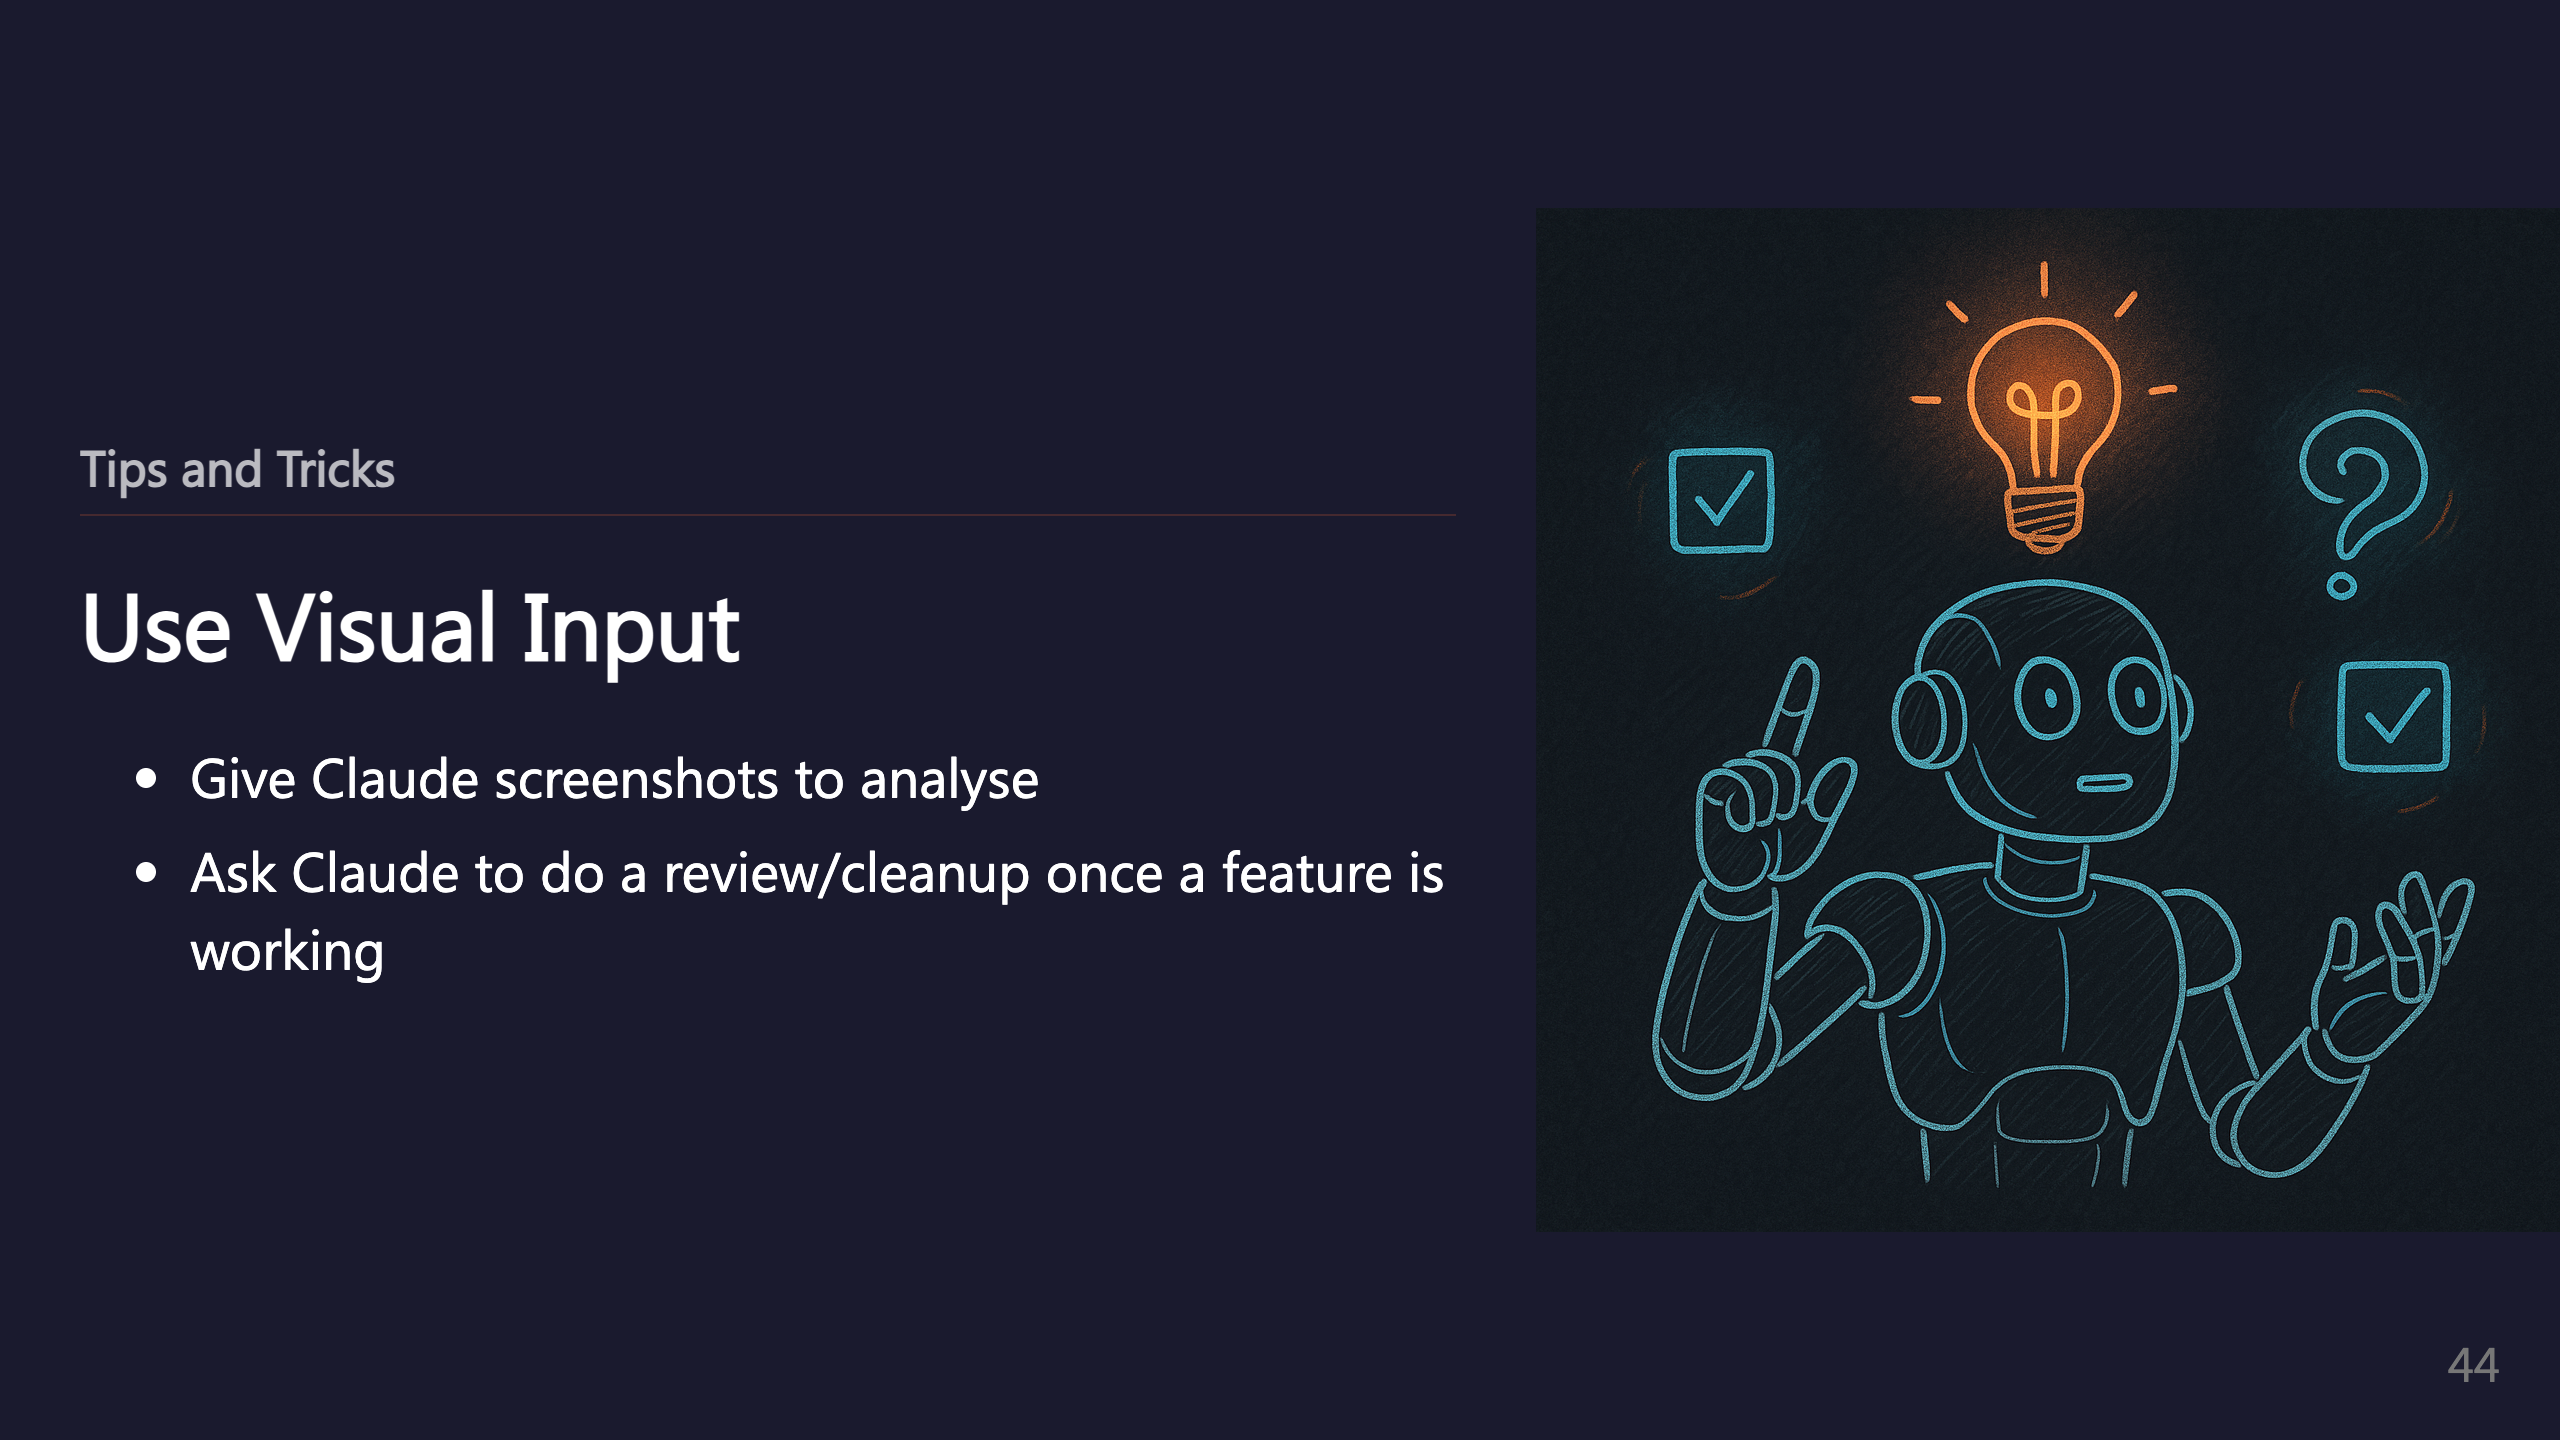 Tips and Tricks
Use Visual Input
• Give Claude screenshots to analyse
• Ask Claude to do a review/cleanup once a feature is
working
44